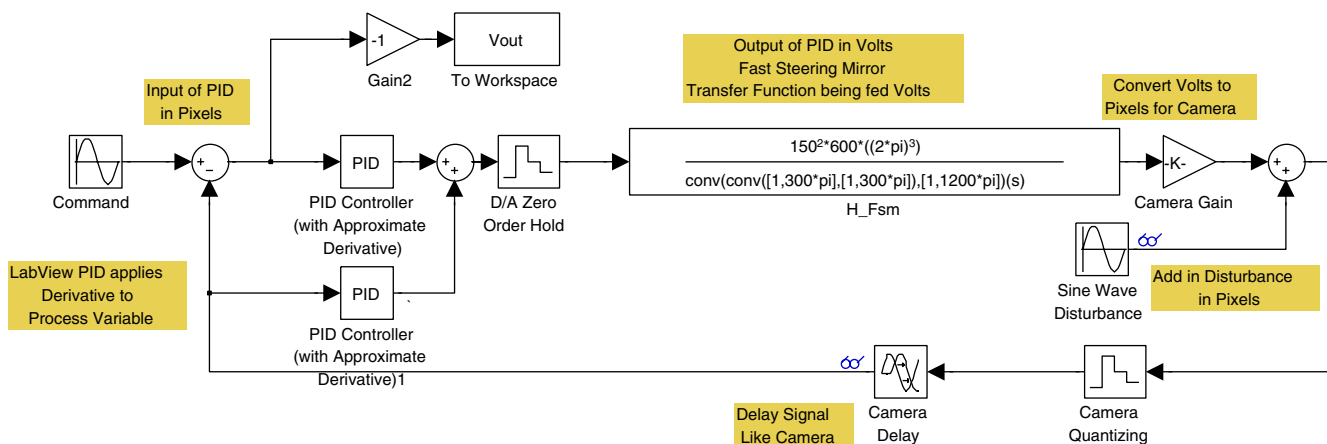 -1
Vout
Gain2
To Workspace
Output of PID in Volts
Fast Steering Mirror
Transfer Function being fed Volts
Input of PID
in Pixels
Convert Volts to
Pixels for Camera
Command
+
−
PID
PID Controller
(with Approximate
Derivative)
+
+
D/A Zero
Order Hold
150²*600*((2*pi)³)
conv(conv([1,300*pi],[1,300*pi]),[1,1200*pi])(s)
H_Fsm
-K-
Camera Gain
+
+
LabView PID applies
Derivative to
Process Variable
PID
PID Controller
(with Approximate
Derivative)1
Sine Wave
Disturbance
Add in Disturbance
in Pixels
Delay Signal
Like Camera
Camera
Delay
Camera
Quantizing